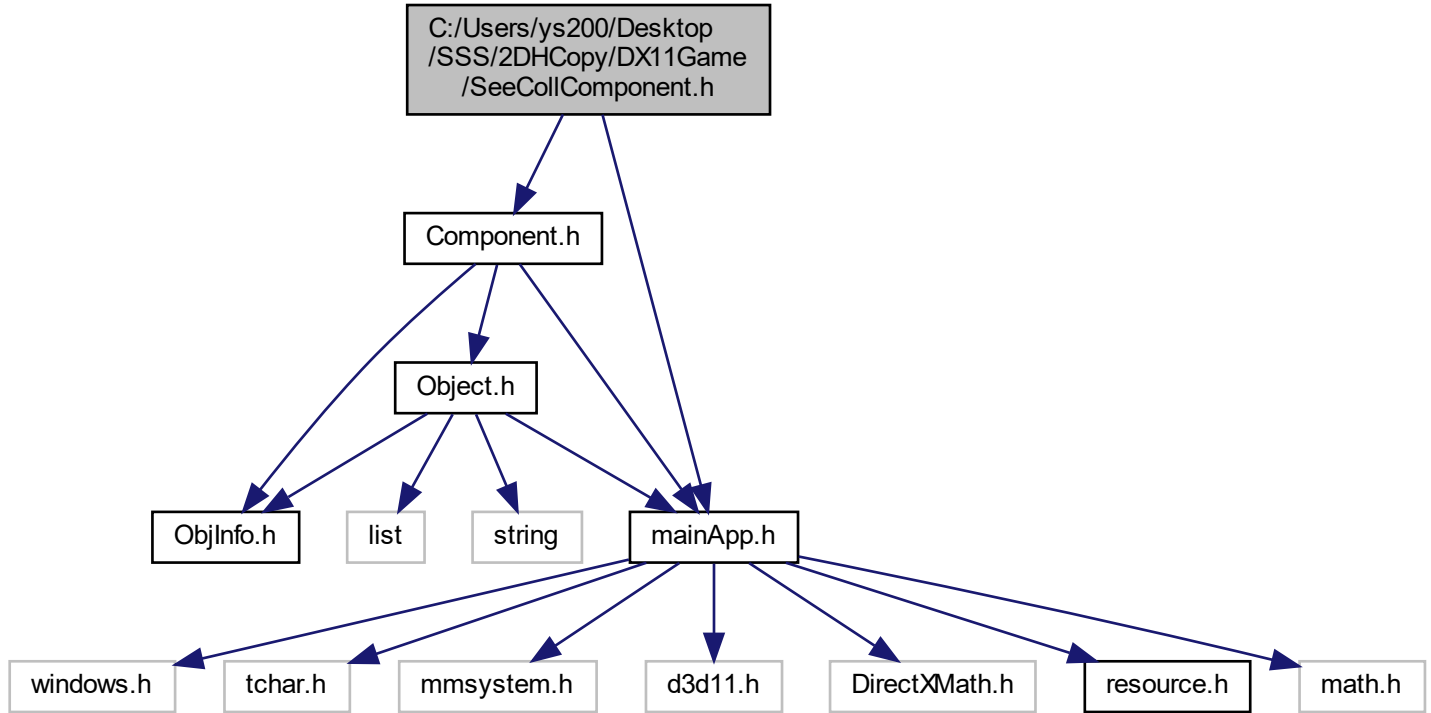 C:/Users/ys200/Desktop
/SSS/2DHCopy/DX11Game
/SeeCollComponent.h
Component.h
Object.h
ObjInfo.h
list
string
mainApp.h
windows.h
tchar.h
mmsystem.h
d3d11.h
DirectXMath.h
resource.h
math.h